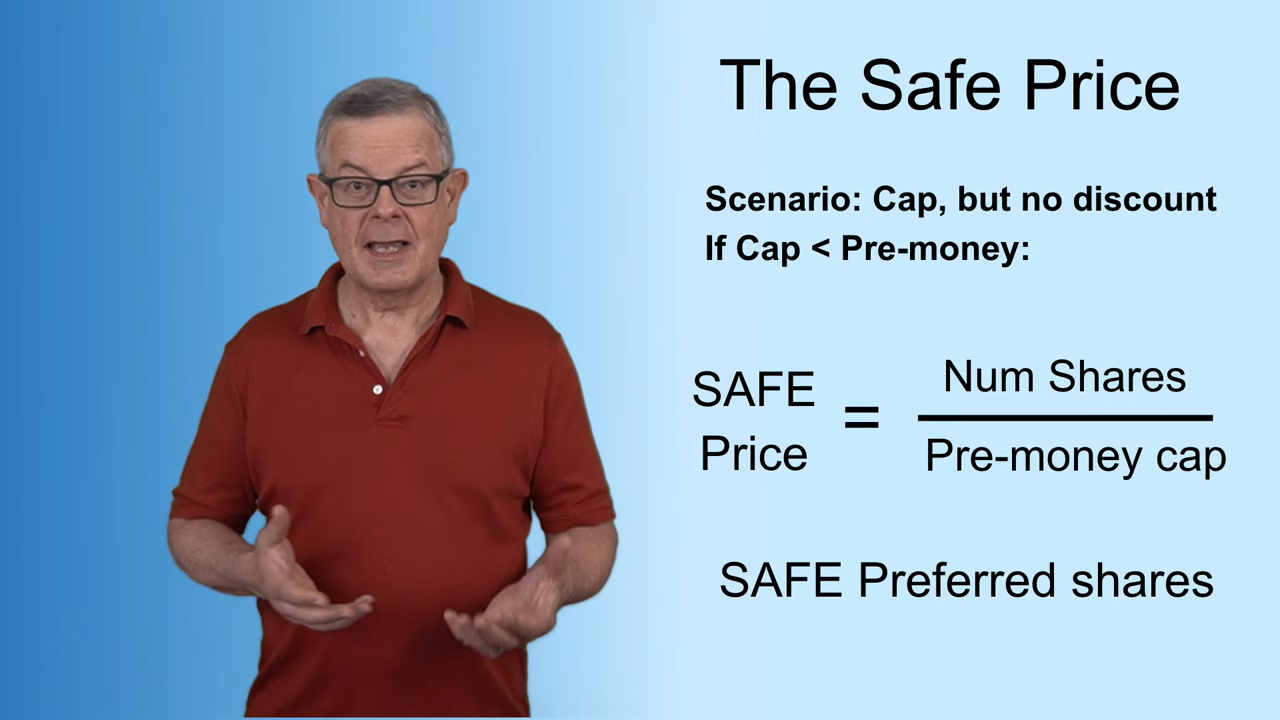 The Safe Price
Scenario: Cap, but no discount
If Cap < Pre-money:
SAFE
Price
=
Num Shares
Pre-money cap
SAFE Preferred shares